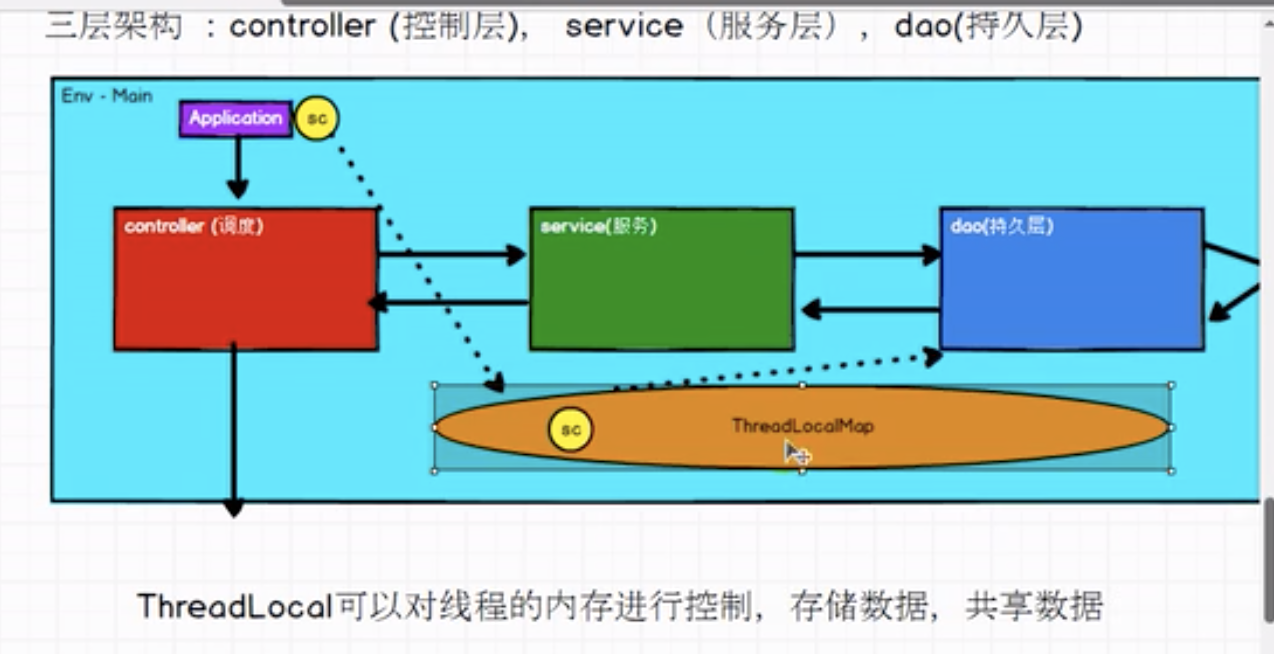 三层架构 ：controller (控制层)， service（服务层）, dao(持久层)
Env - Main
Application
sc
controller (调度)
service(服务)
dao(持久层)
sc
ThreadLocalMap
ThreadLocal可以对线程的内存进行控制，存储数据，共享数据